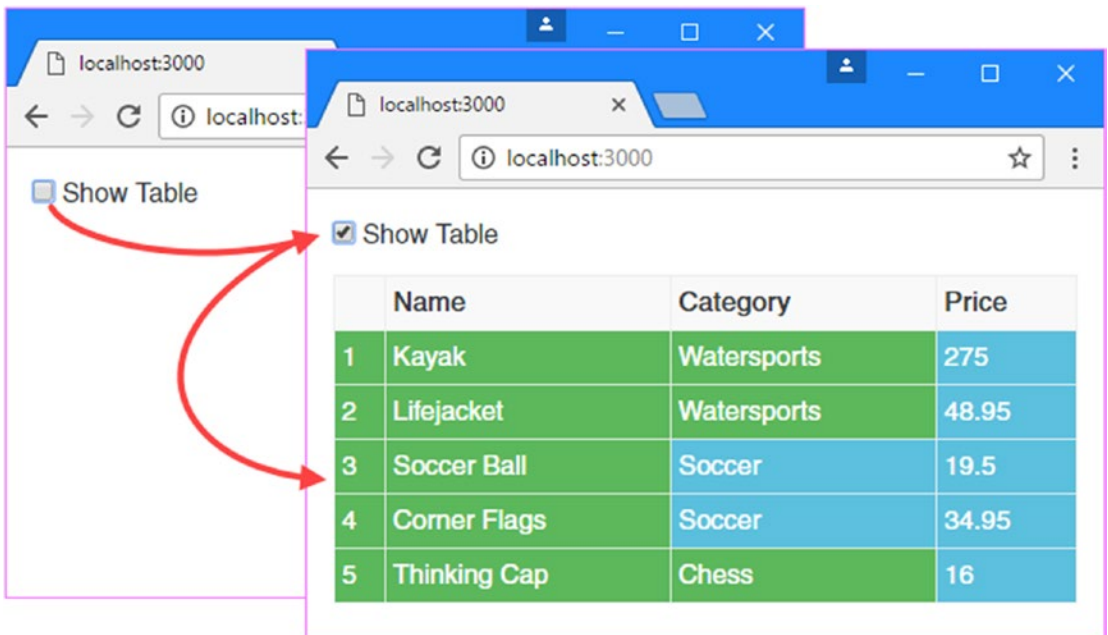 localhost:3000
localhost:
Show Table
localhost:3000
localhost:3000
Show Table
Name Category Price
1 Kayak Watersports 275
2 Lifejacket Watersports 48.95
3 Soccer Ball Soccer 19.5
4 Corner Flags Soccer 34.95
5 Thinking Cap Chess 16